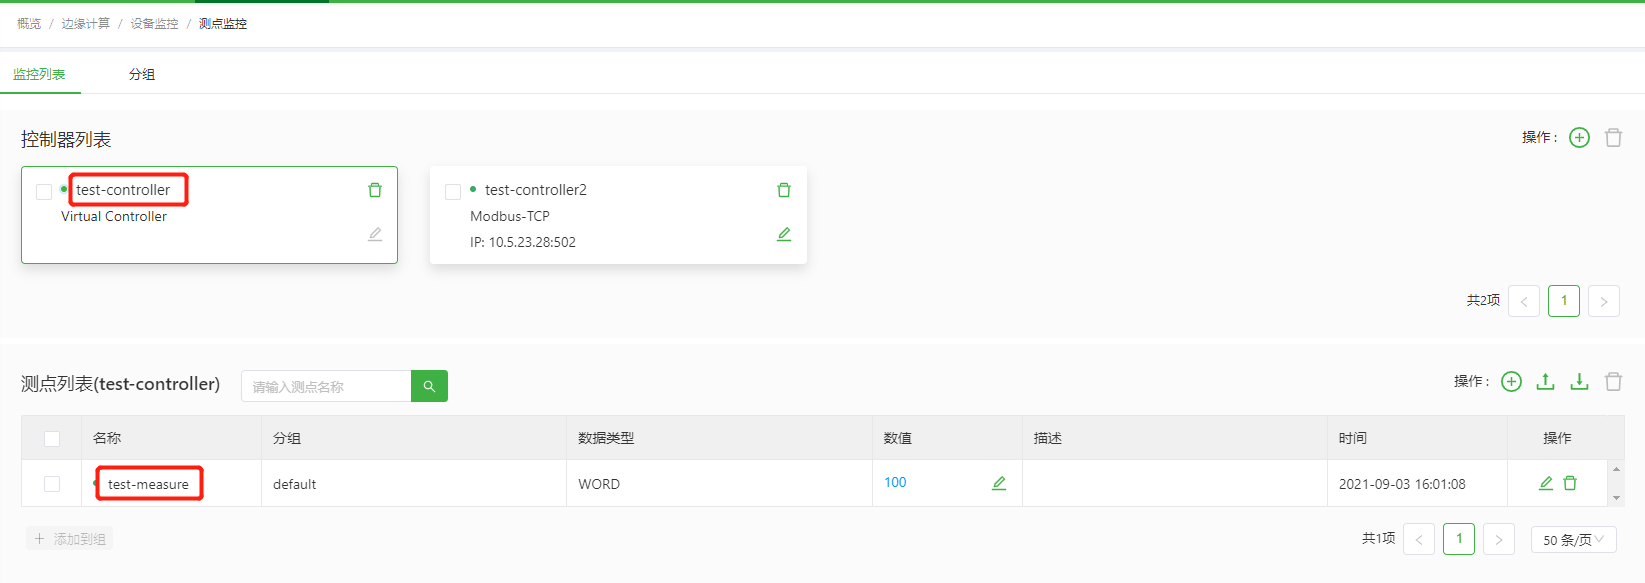 概览 / 边缘计算 / 设备监控 / 测点监控
监控列表 分组
控制器列表 操作：
test-controller
Virtual Controller
test-controller2
Modbus-TCP
IP: 10.5.23.28:502
共2项 < 1 >
测点列表(test-controller) 请输入测点名称 操作：
名称 分组 数据类型 数值 描述 时间 操作
test-measure default WORD 100 2021-09-03 16:01:08
+ 添加到组 共1项 < 1 > 50 条/页